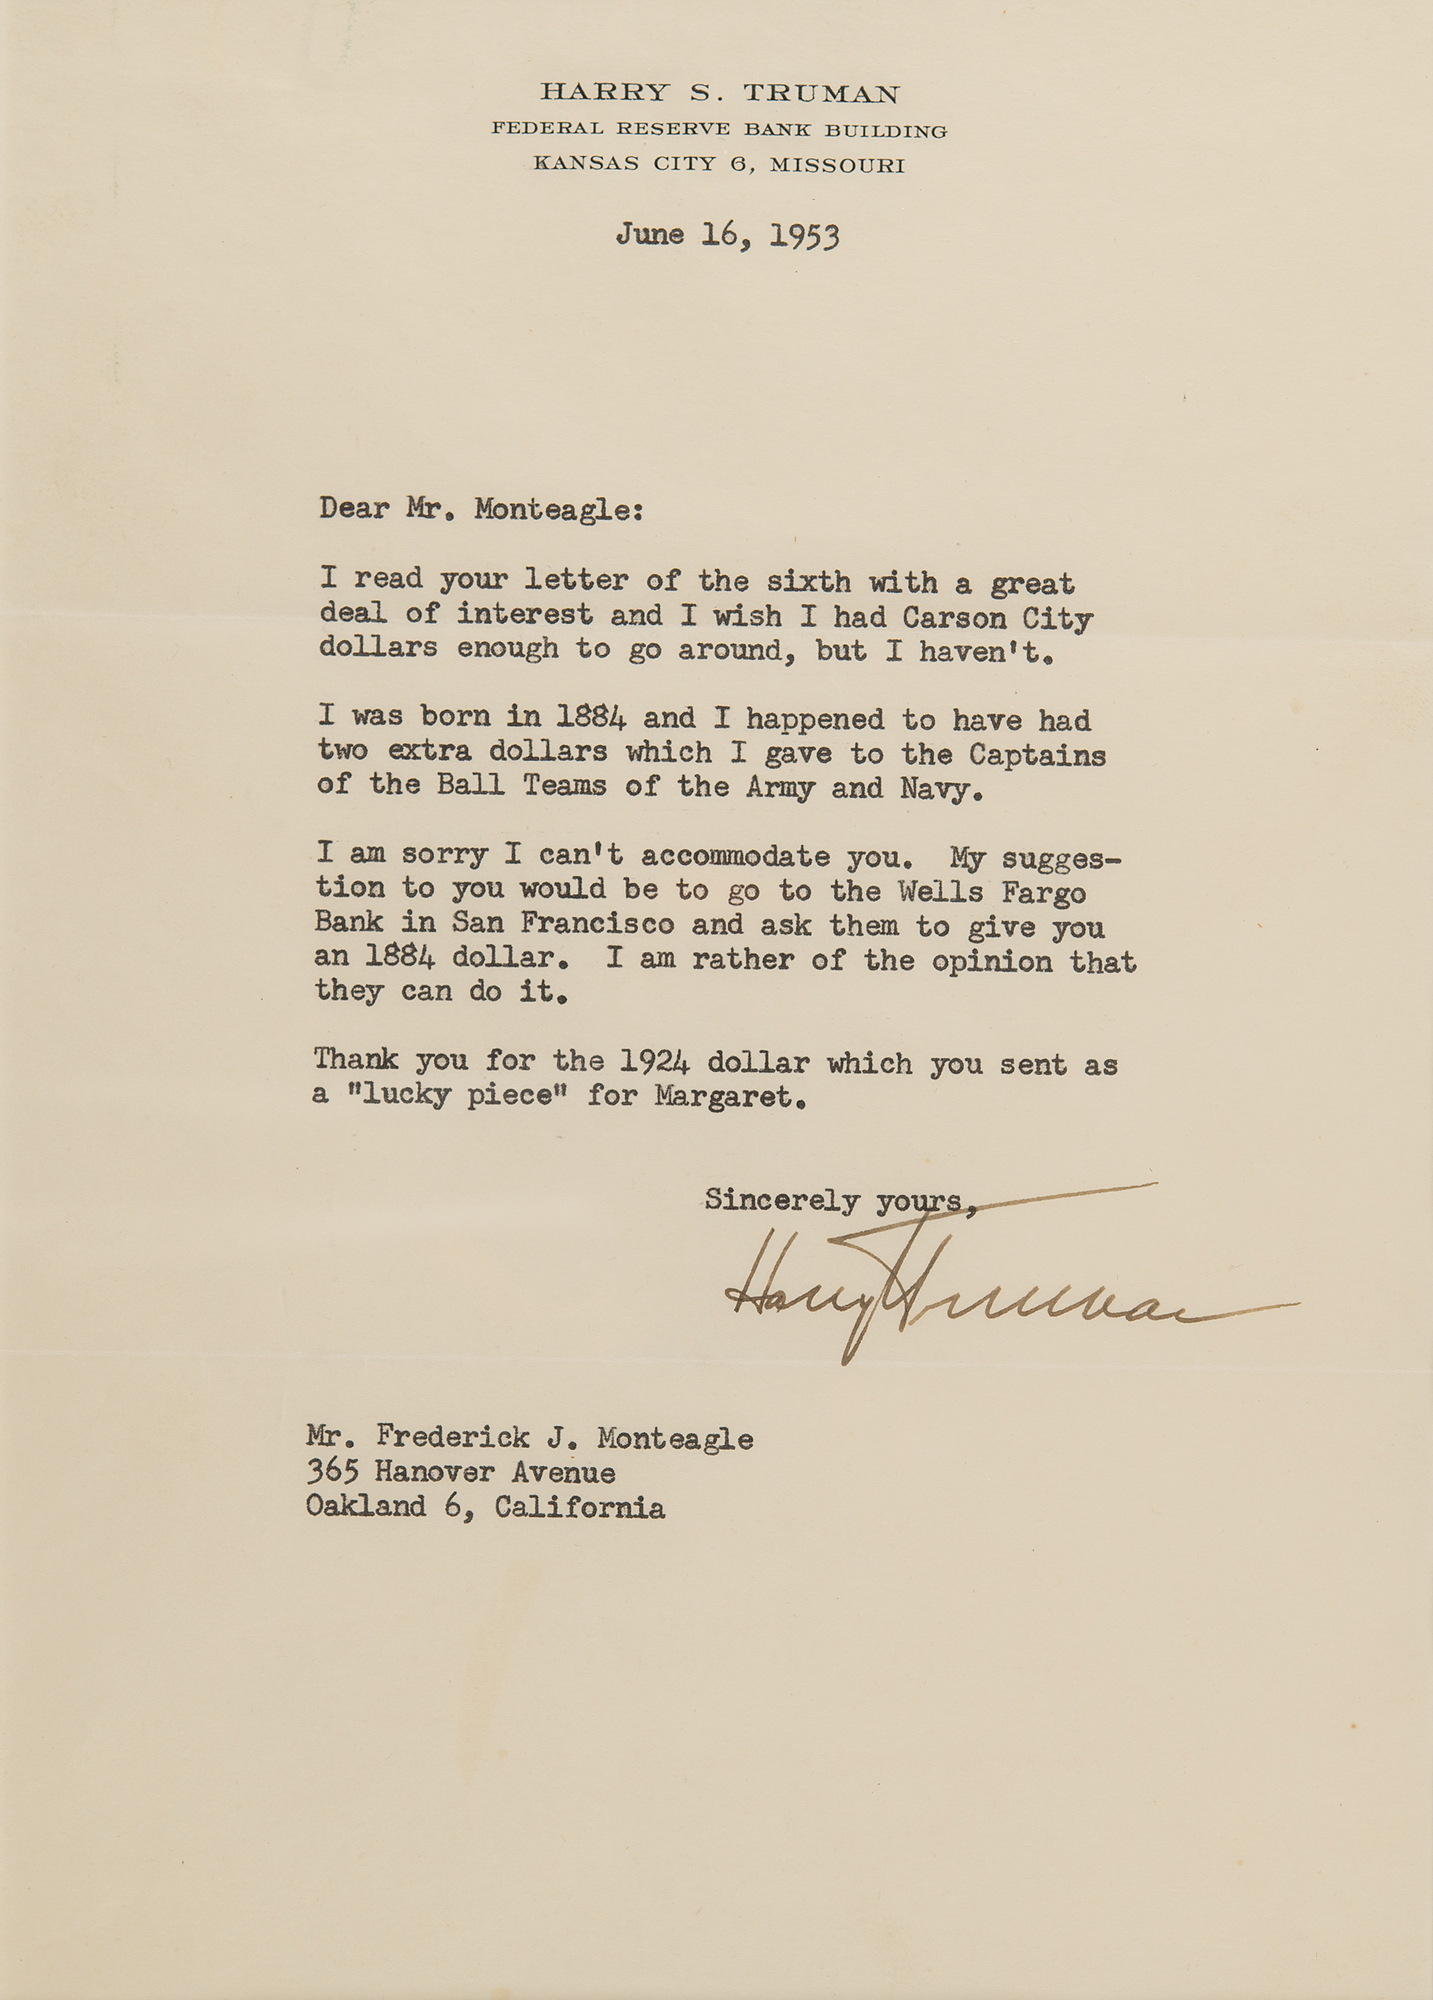 HARRY S. TRUMAN
FEDERAL RESERVE BANK BUILDING
KANSAS CITY 6, MISSOURI
June 16, 1953
Dear Mr. Monteagle:
I read your letter of the sixth with a great
deal of interest and I wish I had Carson City
dollars enough to go around, but I haven't.
I was born in 1884 and I happened to have had
two extra dollars which I gave to the Captains
of the Ball Teams of the Army and Navy.
I am sorry I can't accommodate you.  My sugges-
tion to you would be to go to the Wells Fargo
Bank in San Francisco and ask them to give you
an 1884 dollar.  I am rather of the opinion that
they can do it.
Thank you for the 1924 dollar which you sent as
a "lucky piece" for Margaret.
Sincerely yours,
Harry Truman
Mr. Frederick J. Monteagle
365 Hanover Avenue
Oakland 6, California